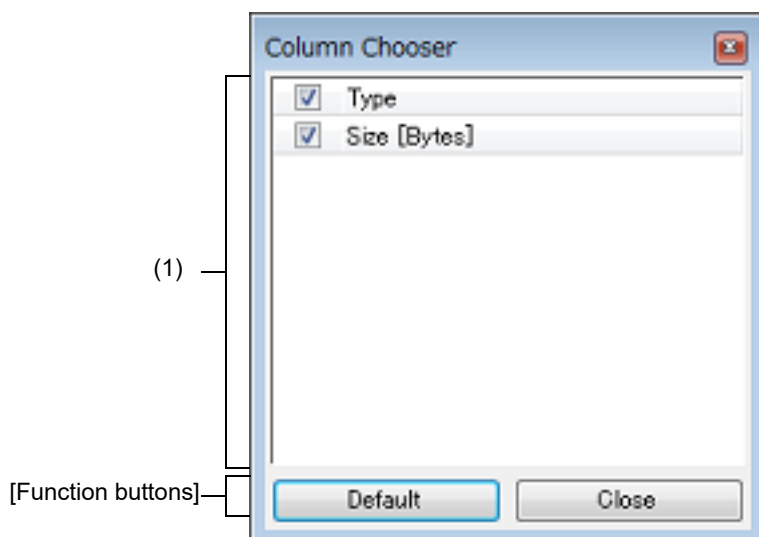 Column Chooser
Type
Size [Bytes]
(1)
[Function buttons]
Default
Close